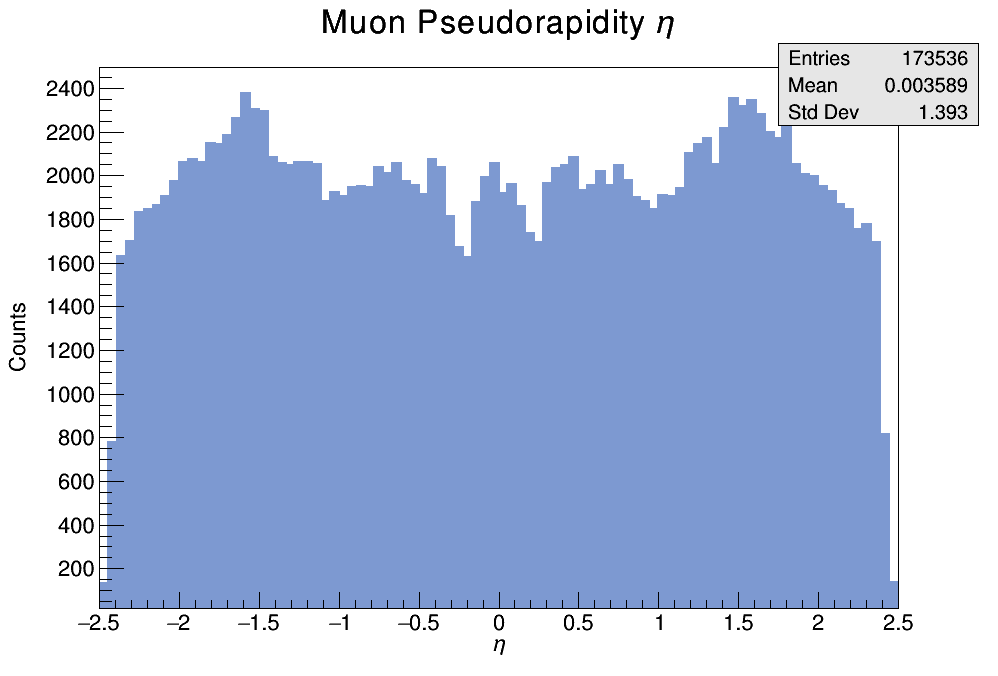 Muon Pseudorapidity η
Entries 173536
Mean 0.003589
Std Dev 1.393
2400
2200
2000
1800
1600
1400
1200
1000
800
600
400
200
Counts
−2.5 −2 −1.5 −1 −0.5 0 0.5 1 1.5 2 2.5
η